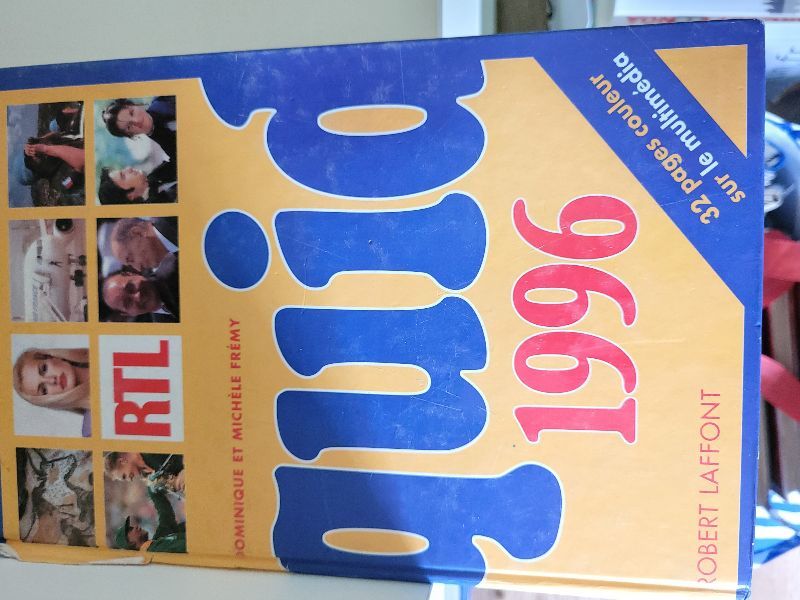 RTL
DOMINIQUE ET MICHÈLE FRÉMY
quid
1996
32 pages couleur
sur le multimédia
ROBERT LAFFONT